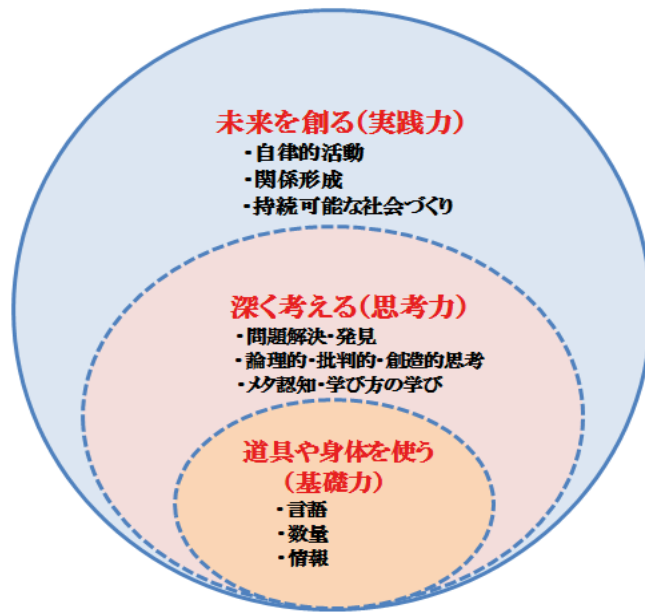 未来を創る(実践力)
・自律的活動
・関係形成
・持続可能な社会づくり
深く考える(思考力)
・問題解決・発見
・論理的・批判的・創造的思考
・メタ認知・学び方の学び
道具や身体を使う
(基礎力)
・言語
・数量
・情報